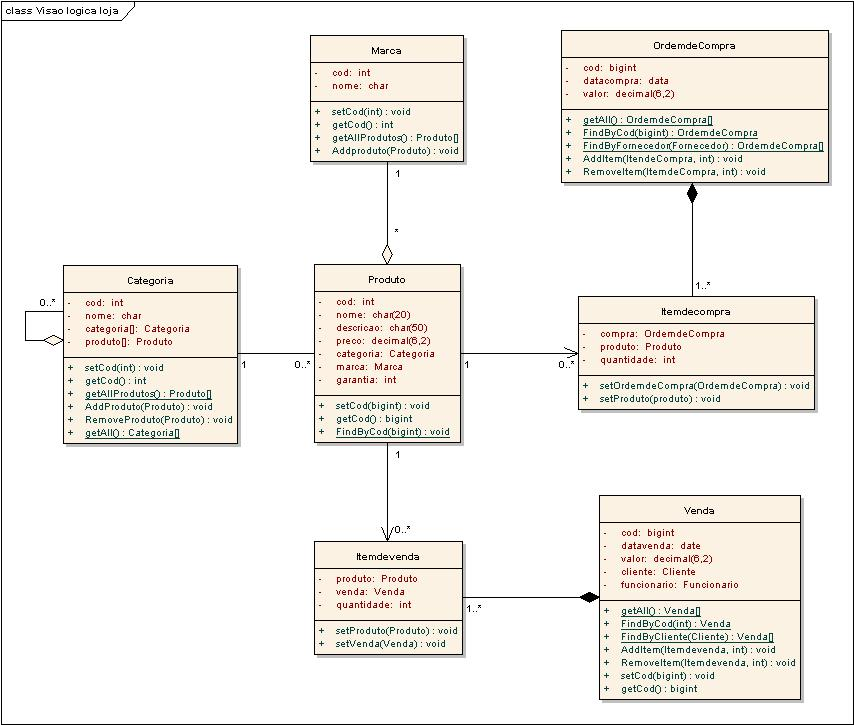 class Visao logica loja
Marca
- cod: int
- nome: char
+ setCod(int) : void
+ getCod() : int
+ getAllProdutos() : Produto[]
+ Addproduto(Produto) : void
1
*
OrdemdeCompra
- cod: bigint
- datacompra: data
- valor: decimal(6,2)
+ getAll() : OrdemdeCompra[]
+ FindByCod(bigint) : OrdemdeCompra
+ FindByFornecedor(Fornecedor) : OrdemdeCompra[]
+ AddItem(ItendeCompra, int) : void
+ RemoveItem(ItemdeCompra, int) : void
1..*
Categoria
- cod: int
- nome: char
- categoria[]: Categoria
- produto[]: Produto
+ setCod(int) : void
+ getCod() : int
+ getAllProdutos() : Produto[]
+ AddProduto(Produto) : void
+ RemoveProduto(Produto) : void
+ getAll() : Categoria[]
0..*
1
0..*
Produto
- cod: int
- nome: char(20)
- descricao: char(50)
- preco: decimal(6,2)
- categoria: Categoria
- marca: Marca
- garantia: int
+ setCod(bigint) : void
+ getCod() : bigint
+ FindByCod(bigint) : void
1
0..*
Itemdecompra
- compra: OrdemdeCompra
- produto: Produto
- quantidade: int
+ setOrdemdeCompra(OrdemdeCompra) : void
+ setProduto(produto) : void
1
0..*
Itemdevenda
- produto: Produto
- venda: Venda
- quantidade: int
+ setProduto(Produto) : void
+ setVenda(Venda) : void
1..*
Venda
- cod: bigint
- datavenda: date
- valor: decimal(6,2)
- cliente: Cliente
- funcionario: Funcionario
+ getAll() : Venda[]
+ FindByCod(int) : Venda
+ FindByCliente(Cliente) : Venda[]
+ AddItem(Itemdevenda, int) : void
+ RemoveItem(Itemdevenda, int) : void
+ setCod(bigint) : void
+ getCod() : bigint